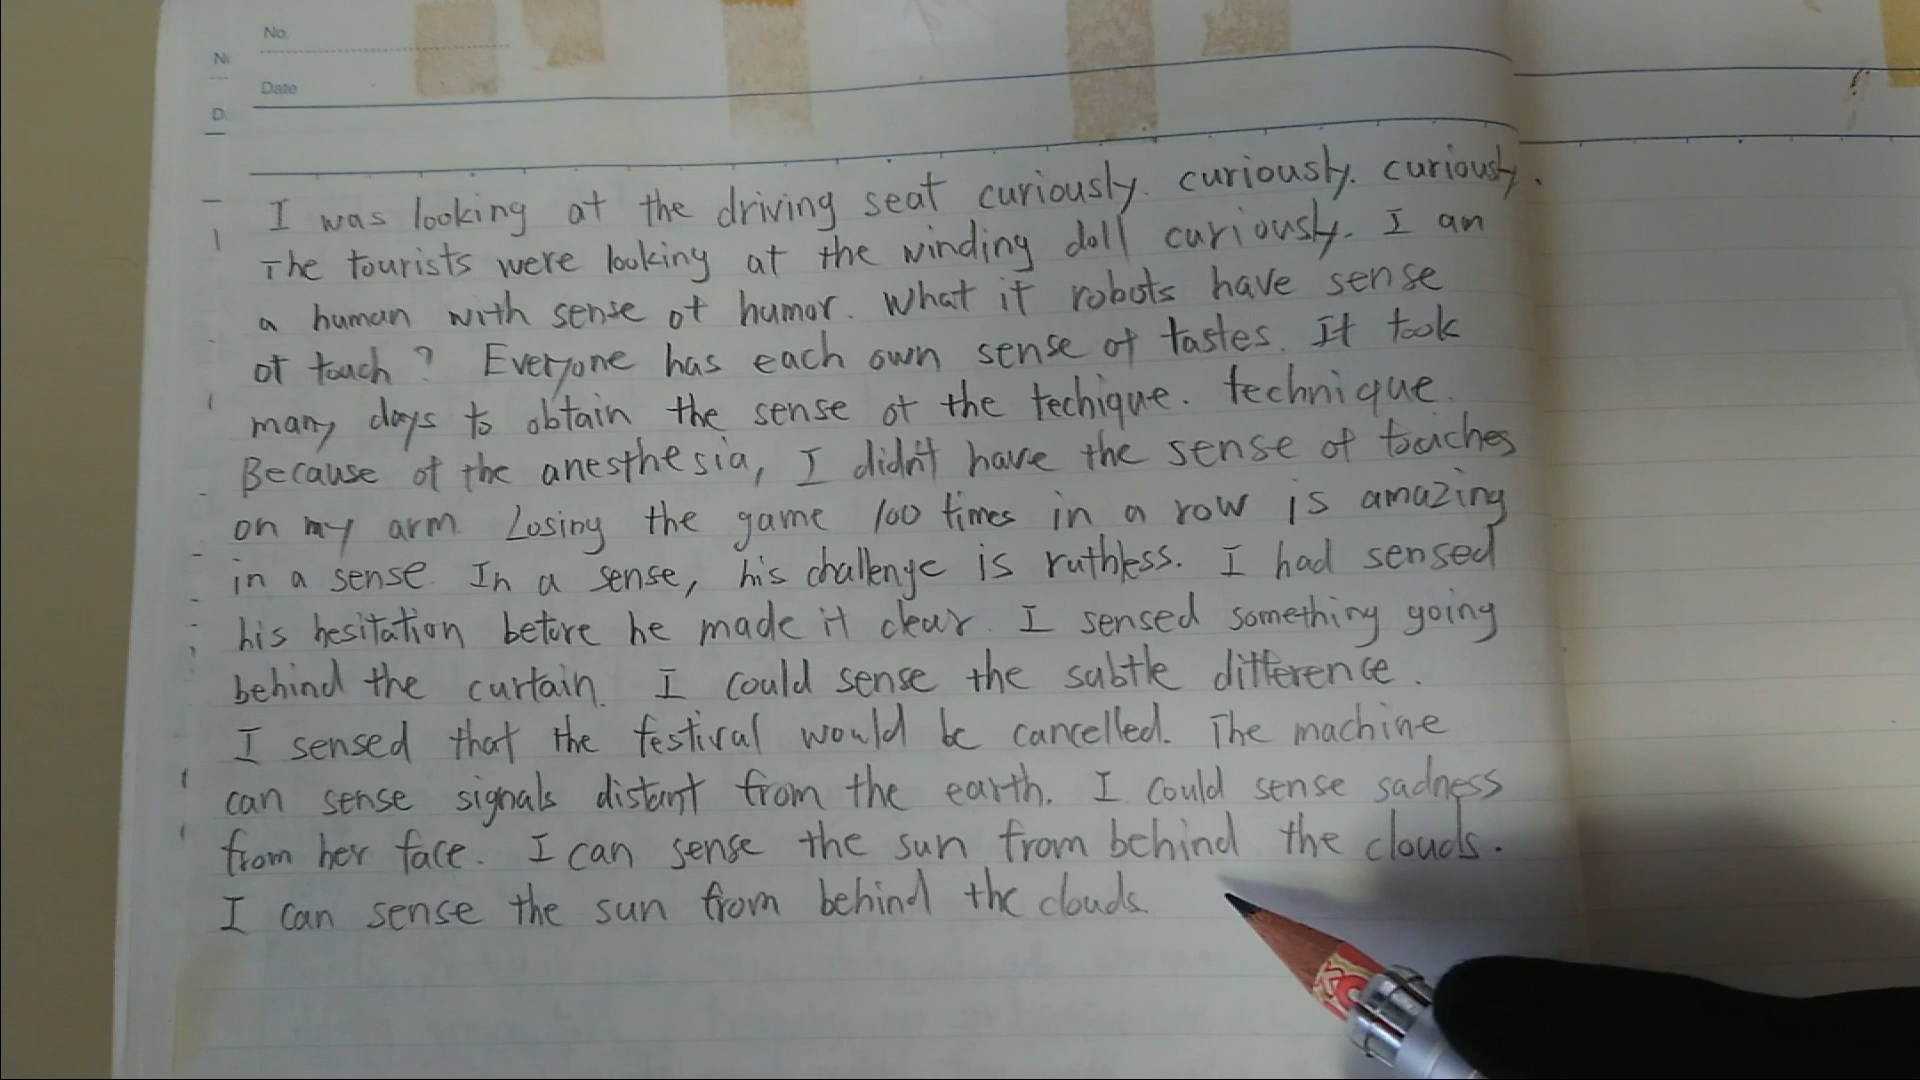 No.
Date
I was looking at the driving seat curiously. curiously. curiously.
The tourists were looking at the winding doll curiously. I am
a human with sense of humor. What if robots have sense
of touch? Everyone has each own sense of tastes. It took
many days to obtain the sense of the techique. technique.
Because of the anesthesia, I didn't have the sense of touches
on my arm. Losing the game 100 times in a row is amazing
in a sense. In a sense, his challenge is ruthless. I had sensed
his hesitation before he made it clear. I sensed something going
behind the curtain. I could sense the subtle difference.
I sensed that the festival would be cancelled. The machine
can sense signals distant from the earth. I could sense sadness
from her face. I can sense the sun from behind the clouds.
I can sense the sun from behind the clouds.